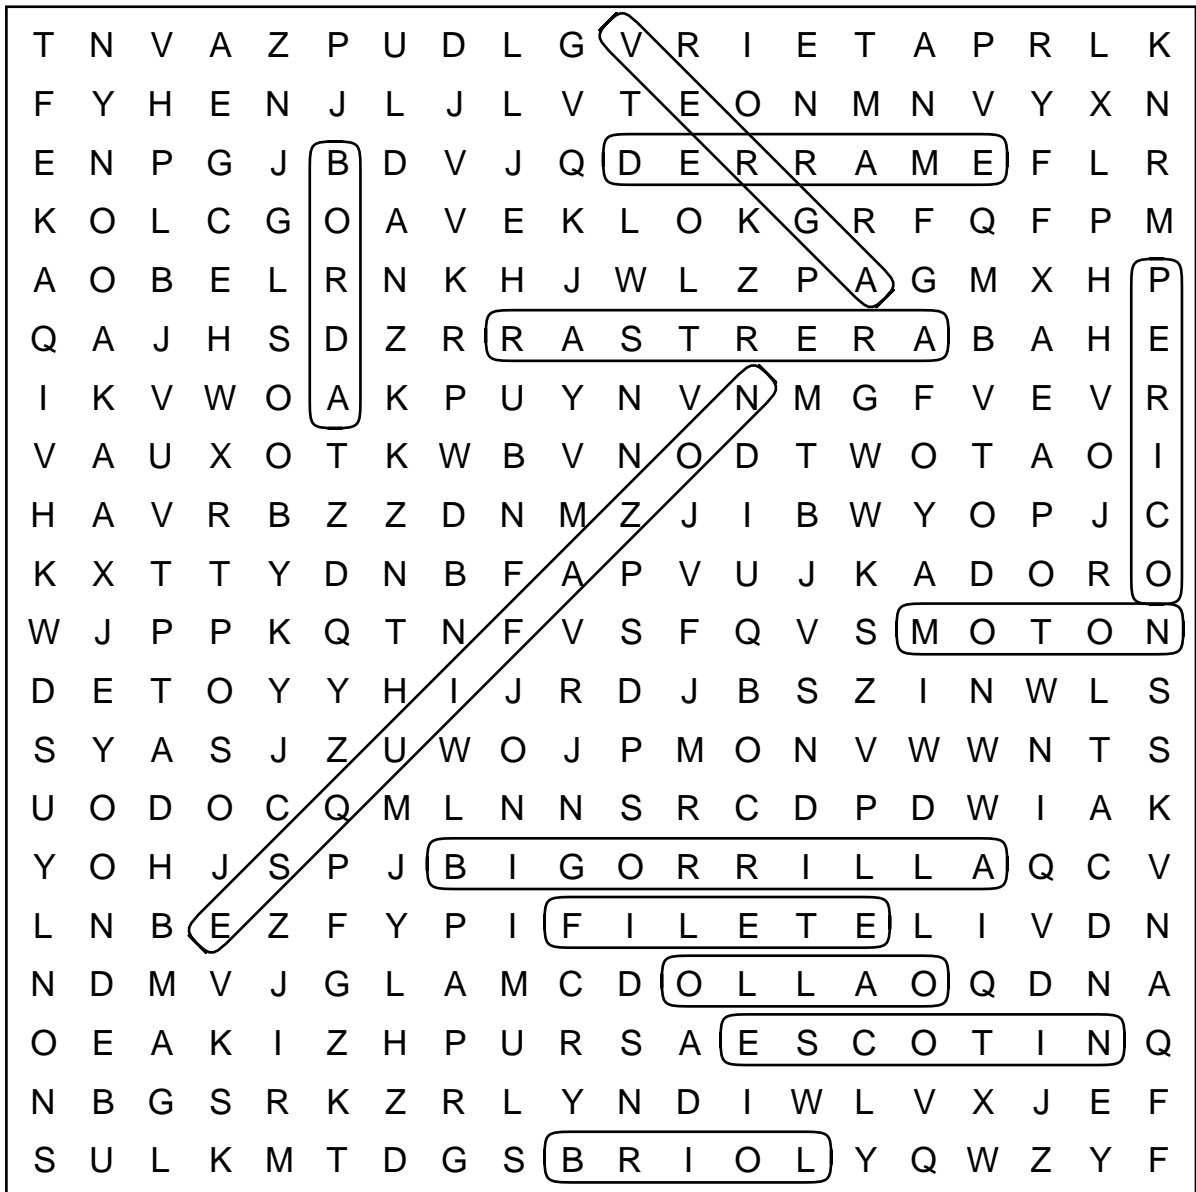 T N V A Z P U D L G V R I E T A P R L K
F Y H E N J L J L V T E O N M N V Y X N
E N P G J B D V J Q D E R R A M E F L R
K O L C G O A V E K L O K G R F Q F P M
A O B E L R N K H J W L Z P A G M X H P
Q A J H S D Z R R A S T R E R A B A H E
I K V W O A K P U Y N V N M G F V E V R
V A U X O T K W B V N O D T W O T A O I
H A V R B Z Z D N M Z J I B W Y O P J C
K X T T Y D N B F A P V U J K A D O R O
W J P P K Q T N F V S F Q V S M O T O N
D E T O Y Y H I J R D J B S Z I N W L S
S Y A S J Z U W O J P M O N V W W N T S
U O D O C Q M L N N S R C D P D W I A K
Y O H J S P J B I G O R R I L L A Q C V
L N B E Z F Y P I F I L E T E L I V D N
N D M V J G L A M C D O L L A O Q D N A
O E A K I Z H P U R S A E S C O T I N Q
N B G S R K Z R L Y N D I W L V X J E F
S U L K M T D G S B R I O L Y Q W Z Y F